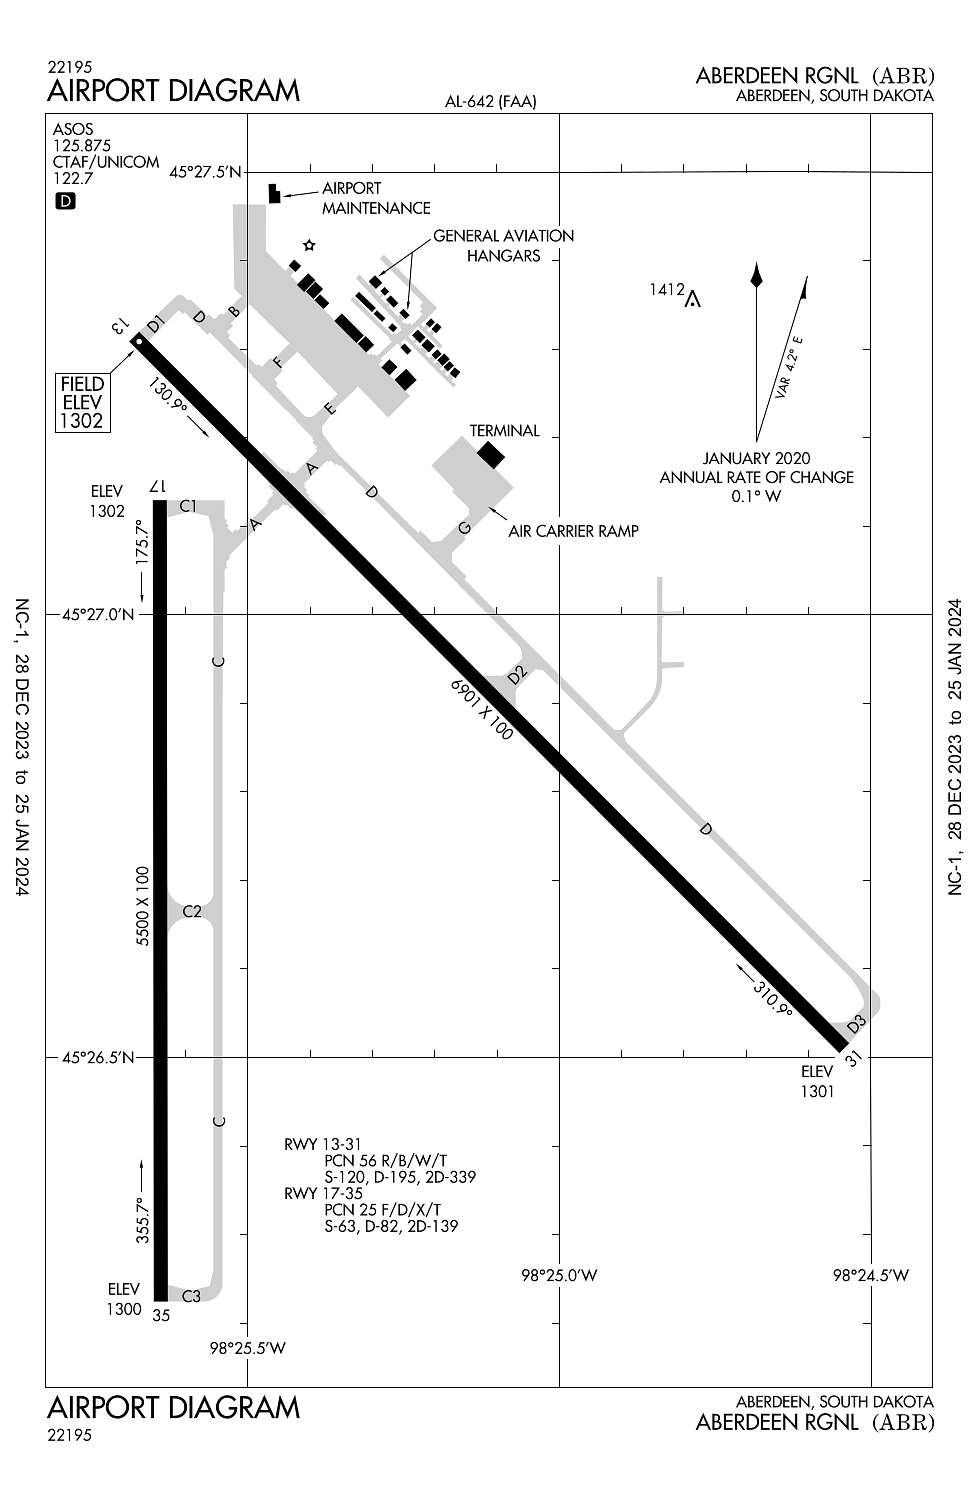 22195
AIRPORT DIAGRAM
AL-642 (FAA)
ABERDEEN RGNL (ABR)
ABERDEEN, SOUTH DAKOTA
ASOS
125.875
CTAF/UNICOM
122.7
D
45°27.5'N
AIRPORT
MAINTENANCE
GENERAL AVIATION
HANGARS
1412
VAR 4.2° E
JANUARY 2020
ANNUAL RATE OF CHANGE
0.1° W
13
D1
D
B
F
E
FIELD
ELEV
1302
130.9°
TERMINAL
A
D
G
AIR CARRIER RAMP
ELEV
1302
17
C1
A
175.7°
45°27.0'N
C
D2
6901 X 100
D
5500 X 100
C2
310.9°
D3
31
ELEV
1301
45°26.5'N
C
RWY 13-31
PCN 56 R/B/W/T
S-120, D-195, 2D-339
RWY 17-35
PCN 25 F/D/X/T
S-63, D-82, 2D-139
355.7°
ELEV
1300
35
C3
98°25.5'W
98°25.0'W
98°24.5'W
NC-1, 28 DEC 2023 to 25 JAN 2024
NC-1, 28 DEC 2023 to 25 JAN 2024
AIRPORT DIAGRAM
22195
ABERDEEN, SOUTH DAKOTA
ABERDEEN RGNL (ABR)